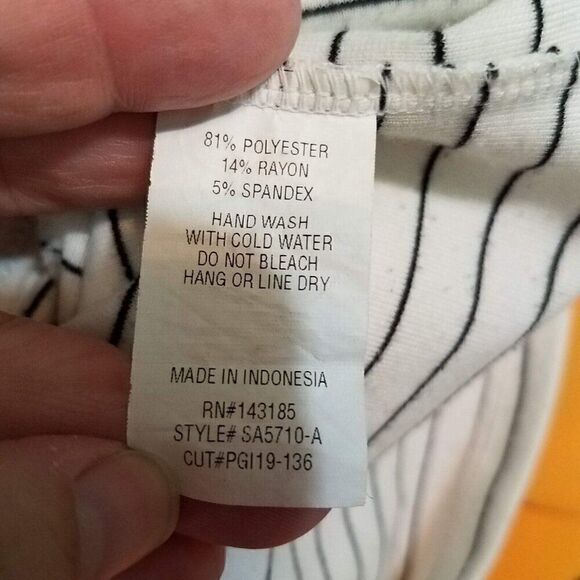 81% POLYESTER
14% RAYON
5% SPANDEX
HAND WASH
WITH COLD WATER
DO NOT BLEACH
HANG OR LINE DRY
MADE IN INDONESIA
RN#143185
STYLE# SA5710-A
CUT#PGI19-136